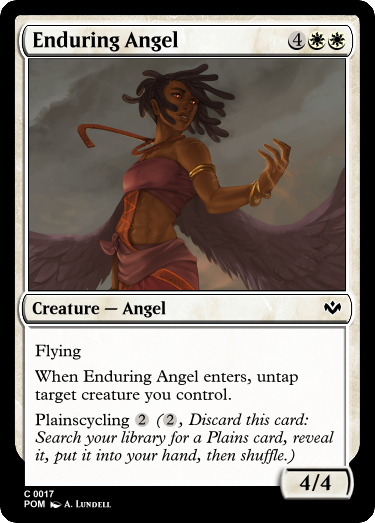 Enduring Angel 4
Creature — Angel
Flying
When Enduring Angel enters, untap
target creature you control.
Plainscycling 2 (2, Discard this card:
Search your library for a Plains card, reveal
it, put it into your hand, then shuffle.)
4/4
C 0017
POM A. Lundell